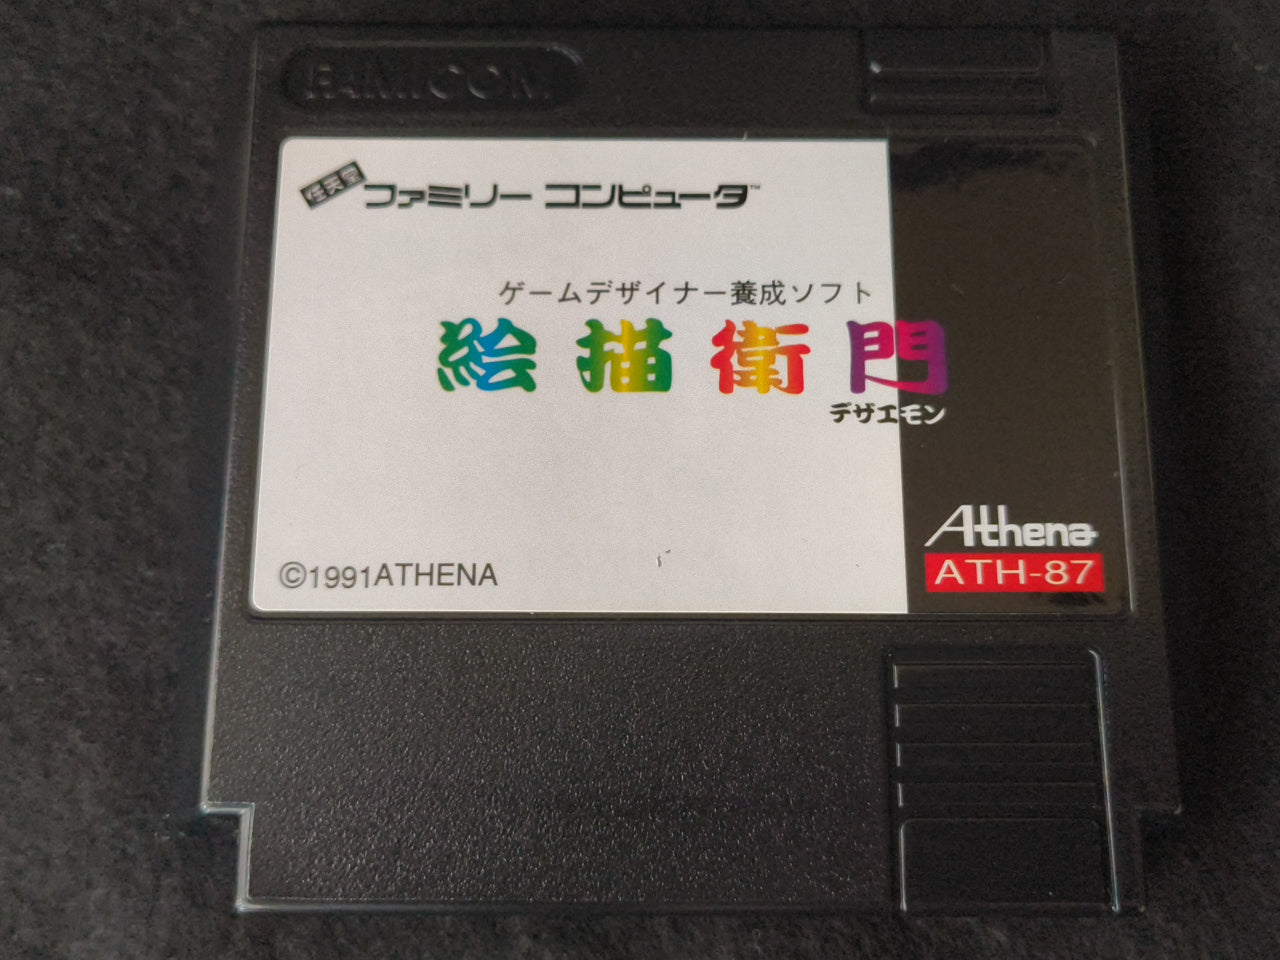 FAMICOM
任天堂 ファミリー コンピュータ™
ゲームデザイナー養成ソフト
絵描衛門
デザエモン
Athena
ATH-87
©1991ATHENA